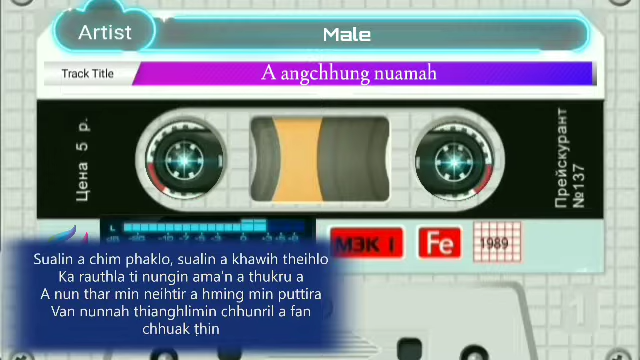 Artist
Male
Track Title
A angchhung nuamah
Цена 5 р.
Прейскурант
№137
L
МЭК I
Fe
1989
Sualin a chim phaklo, sualin a khawih theihlo
Ka rauthla ti nungin ama'n a thukru a
A nun thar min neihtir a hming min puttira
Van nunnah thianghlimin chhunril a fan
chhuak ṭhin